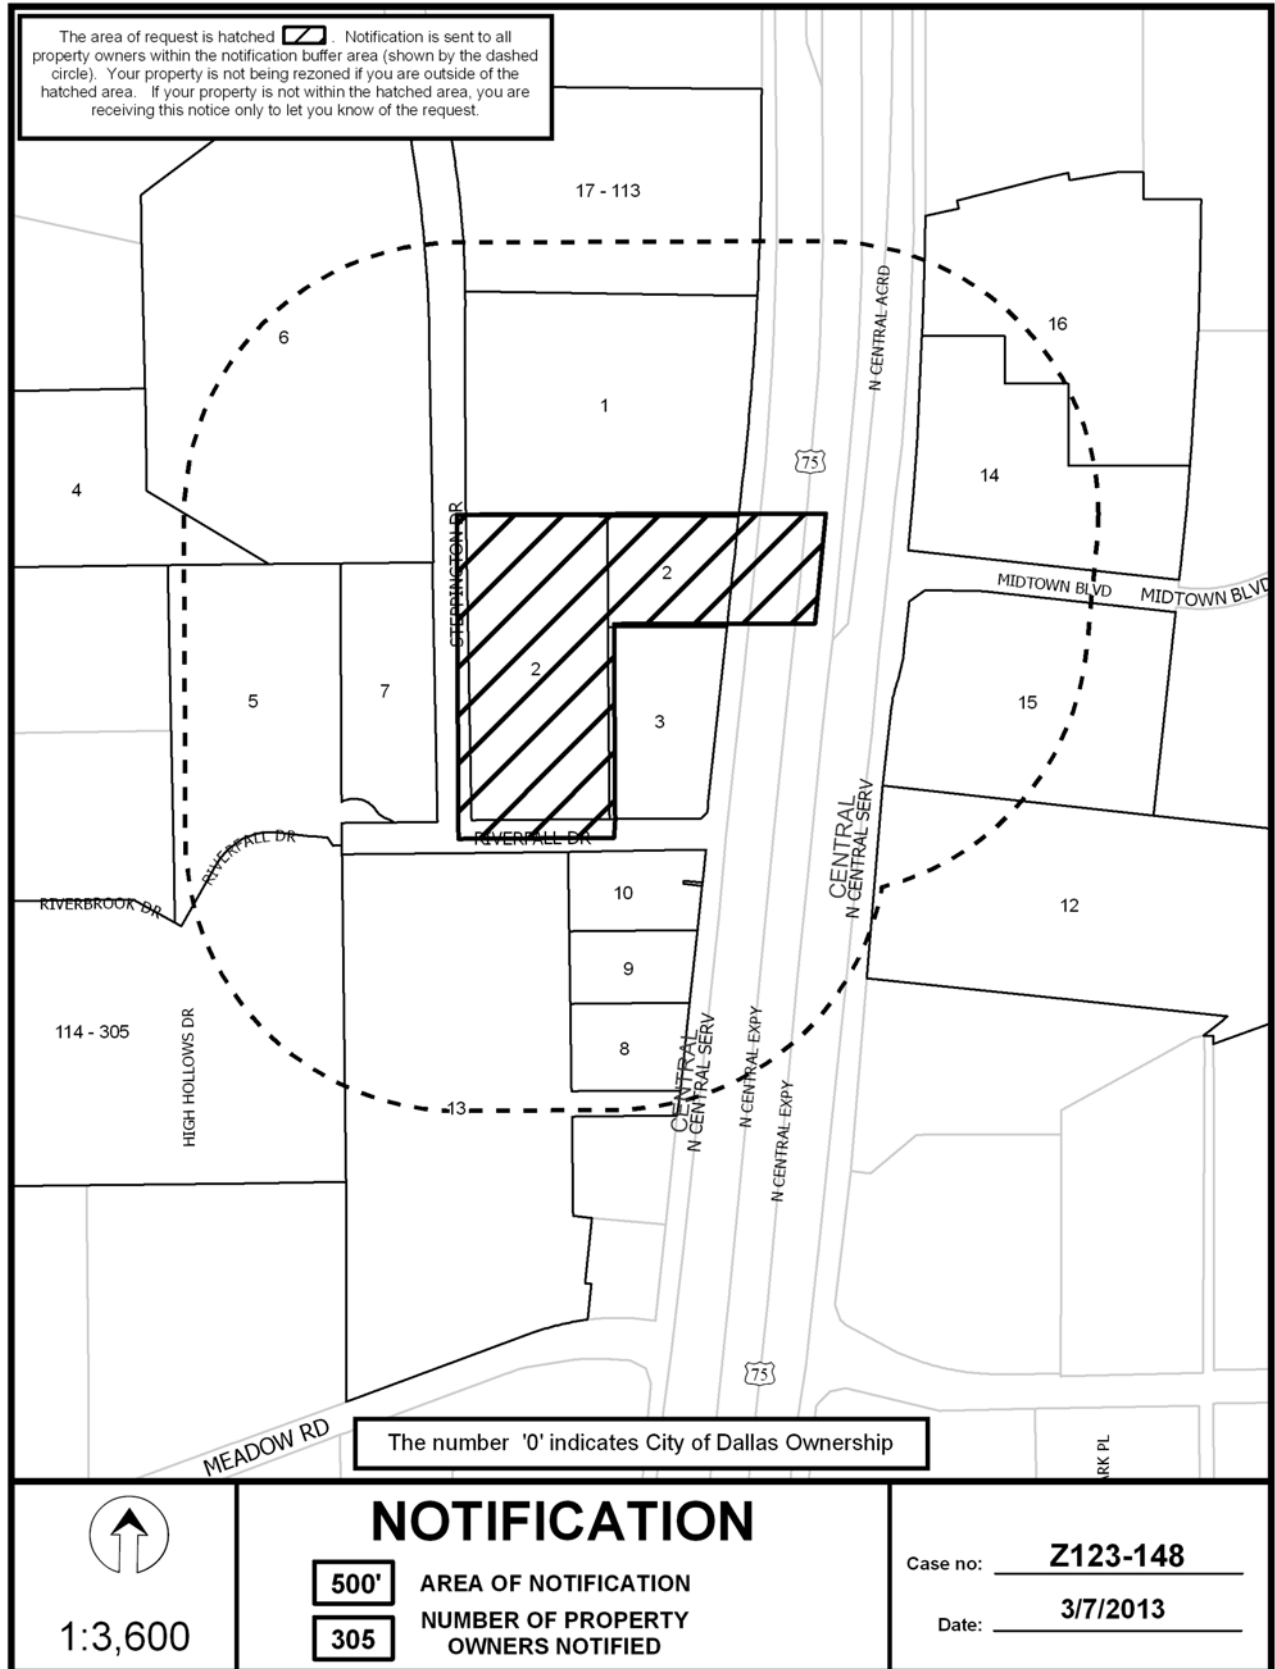 The area of request is hatched . Notification is sent to all
property owners within the notification buffer area (shown by the dashed
circle). Your property is not being rezoned if you are outside of the
hatched area. If your property is not within the hatched area, you are
receiving this notice only to let you know of the request.
17 - 113
N CENTRAL ACRD
16
6
1
75
14
4
STEPPINGTON DR
2
MIDTOWN BLVD
MIDTOWN BLVD
2
5
7
3
15
RIVERFALL DR
RIVERFALL DR
CENTRAL
N CENTRAL SERV
10
RIVERBROOK DR
12
9
114 - 305
HIGH HOLLOWS DR
8
CENTRAL
N CENTRAL SERV
N CENTRAL EXPY
N CENTRAL EXPY
13
75
MEADOW RD
The number '0' indicates City of Dallas Ownership
ARK PL
NOTIFICATION
500' AREA OF NOTIFICATION
305 NUMBER OF PROPERTY
OWNERS NOTIFIED
1:3,600
Case no: Z123-148
Date: 3/7/2013